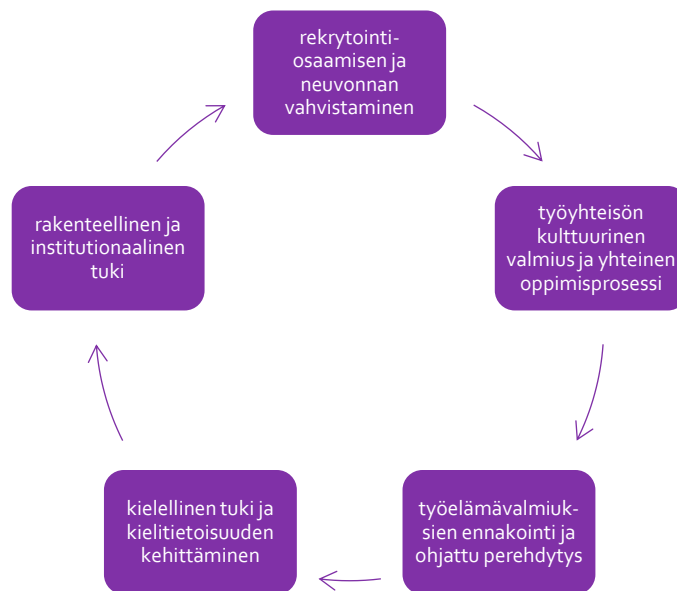 rekrytointi-
osaamisen ja
neuvonnan
vahvistaminen
työyhteisön
kulttuurinen
valmius ja yhteinen
oppimisprosessi
työelämävalmiuk-
sien ennakointi ja
ohjattu perehdytys
kielellinen tuki ja
kielitietoisuuden
kehittäminen
rakenteellinen ja
institutionaalinen
tuki